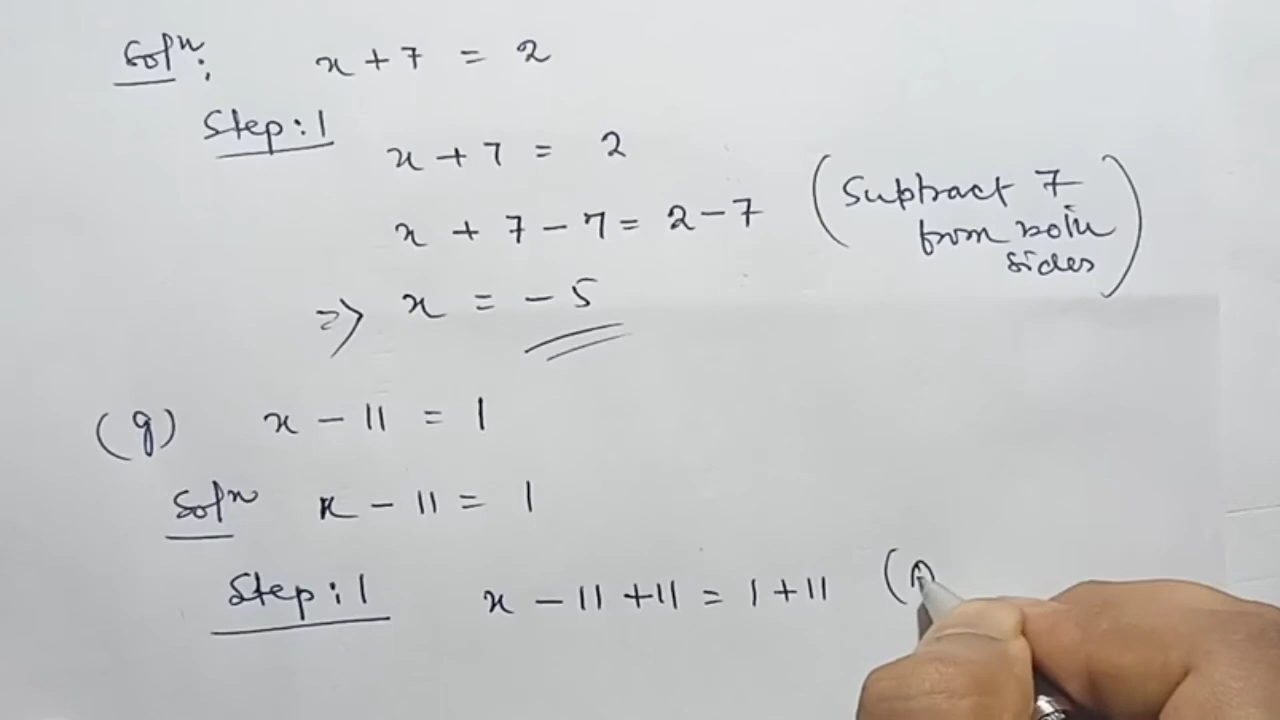 Solⁿ: x + 7 = 2
Step: 1
x + 7 = 2
x + 7 - 7 = 2 - 7 (Subtract 7 from both sides)
=> x = - 5
(g) x - 11 = 1
Solⁿ x - 11 = 1
Step: 1 x - 11 + 11 = 1 + 11 (A